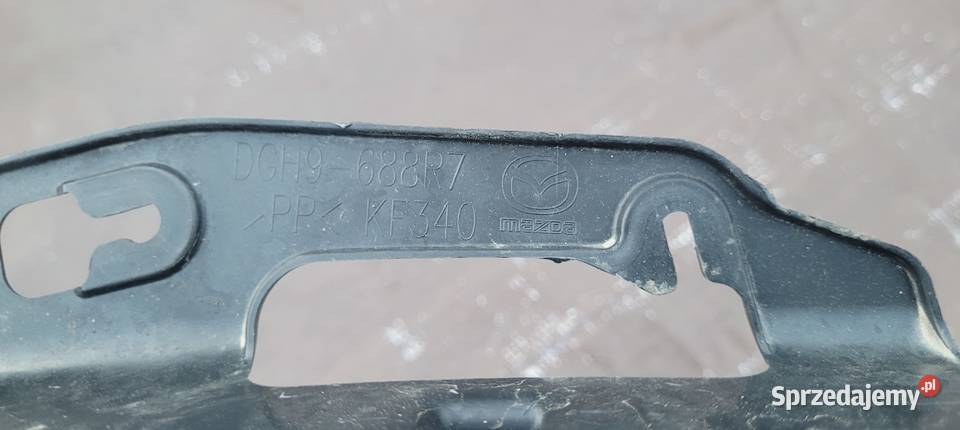 DGH9-688R7
>PP< KF340
mazda
Sprzedajemy.pl